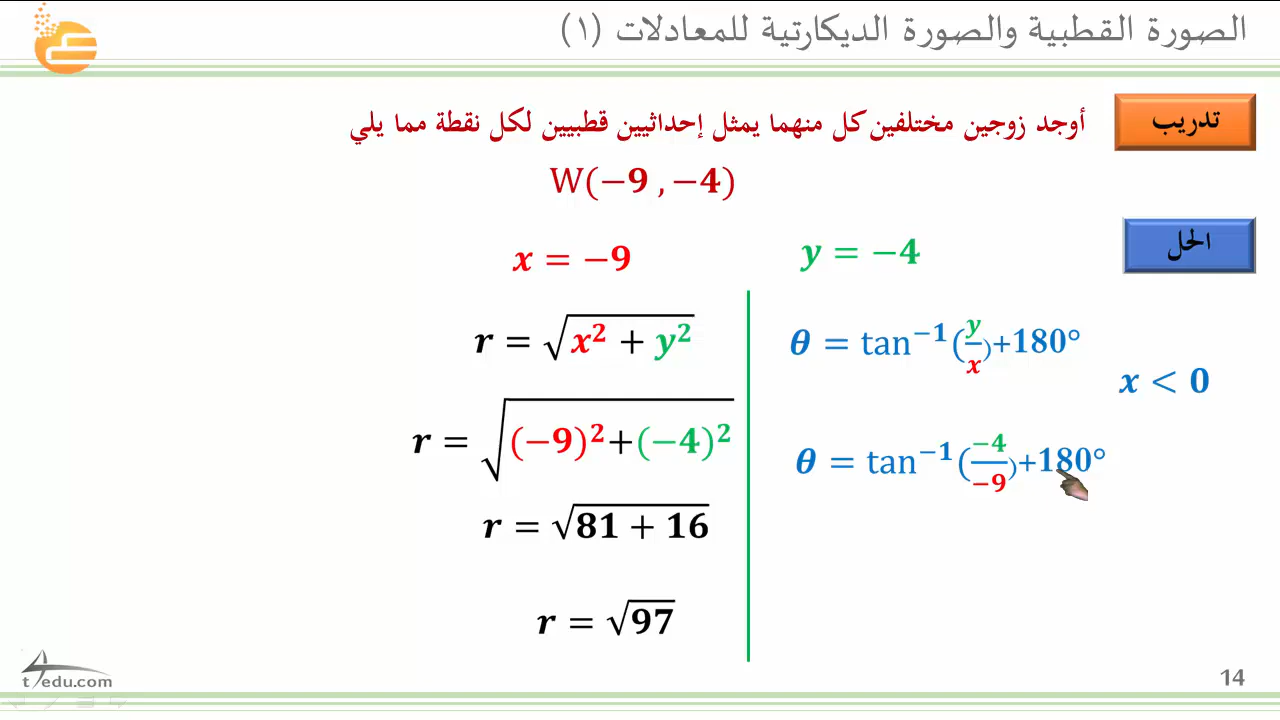 الصورة القطبية والصورة الديكارتية للمعادلات (١)
تدريب
أوجد زوجين مختلفين كل منهما يمثل إحداثيين قطبيين لكل نقطة مما يلي
W(−9 , −4)
الحل
x = −9
y = −4
r = √(x² + y²)
r = √((−9)²+(−4)²)
r = √(81 + 16)
r = √97
θ = tan⁻¹(y/x)+180°
x < 0
θ = tan⁻¹(−4/−9)+180°
t4edu.com
14